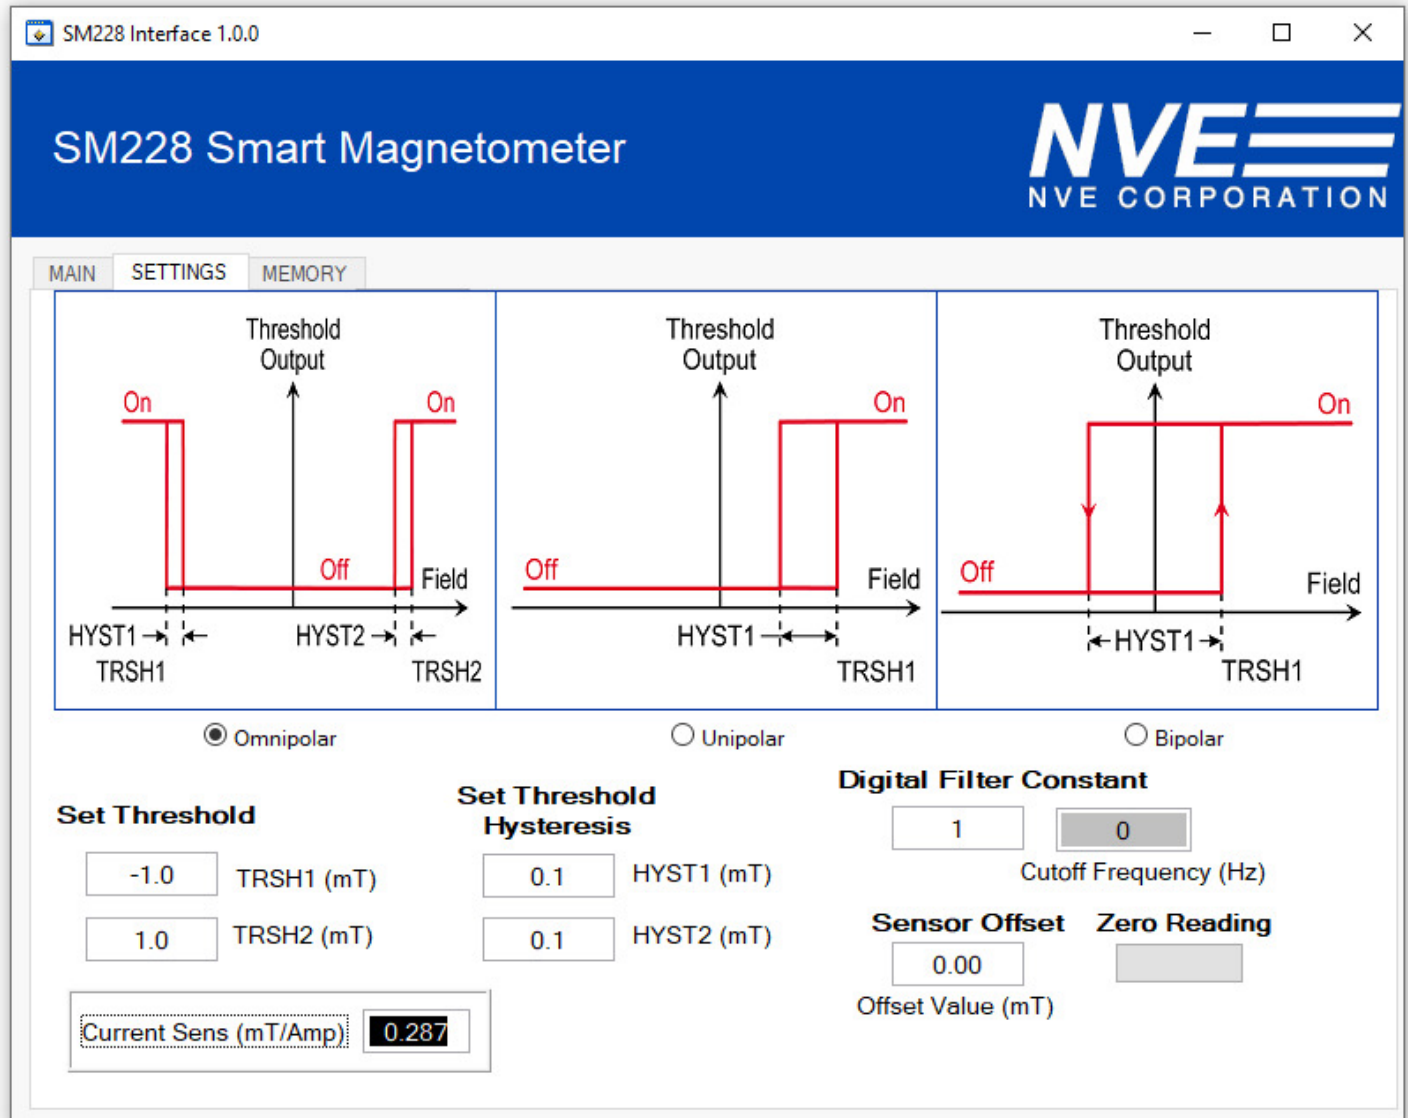 SM228 Interface 1.0.0
SM228 Smart Magnetometer
NVE
NVE CORPORATION
MAIN SETTINGS MEMORY
Threshold
Output
On
On
Off
Field
HYST1
HYST2
TRSH1
TRSH2
Threshold
Output
On
Off
Field
HYST1
TRSH1
Threshold
Output
On
Off
Field
HYST1
TRSH1
Omnipolar
Unipolar
Bipolar
Set Threshold
-1.0 TRSH1 (mT)
1.0 TRSH2 (mT)
Set Threshold
Hysteresis
0.1 HYST1 (mT)
0.1 HYST2 (mT)
Digital Filter Constant
1 0
Cutoff Frequency (Hz)
Sensor Offset Zero Reading
0.00
Offset Value (mT)
Current Sens (mT/Amp) 0.287